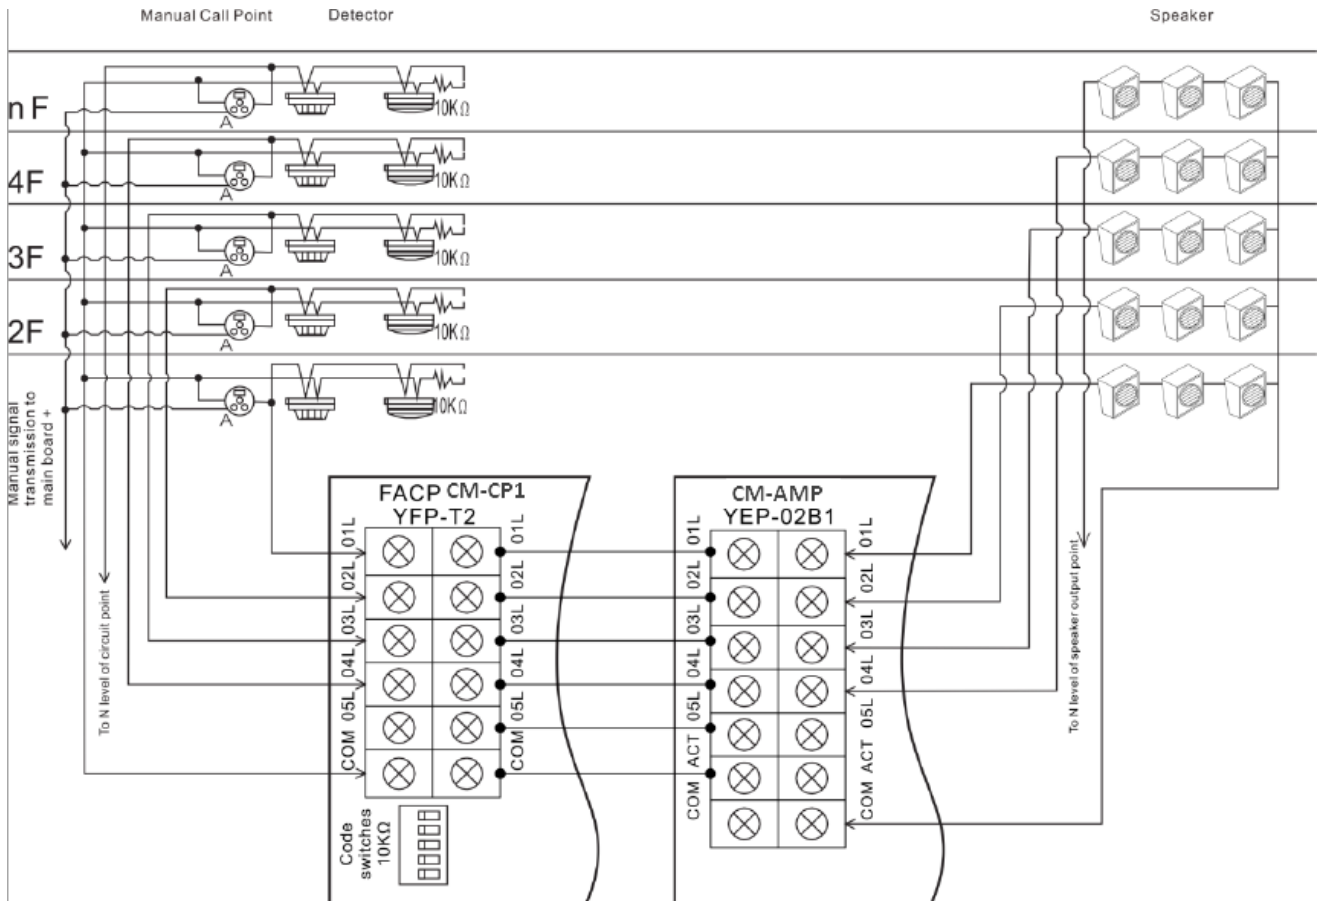 Manual Call Point Detector Speaker
n F
A
10KΩ
4F
A
10KΩ
3F
A
10KΩ
2F
A
10KΩ
A
10KΩ
Manual signal
transmission to
main board +
To N level of circuit point
FACP CM-CP1
YFP-T2
01L
02L
03L
04L
05L
COM
01L
02L
03L
04L
05L
COM
Code
switches
10KΩ
CM-AMP
YEP-02B1
01L
02L
03L
04L
05L
ACT
COM
01L
02L
03L
04L
05L
ACT
COM
To N level of speaker output point